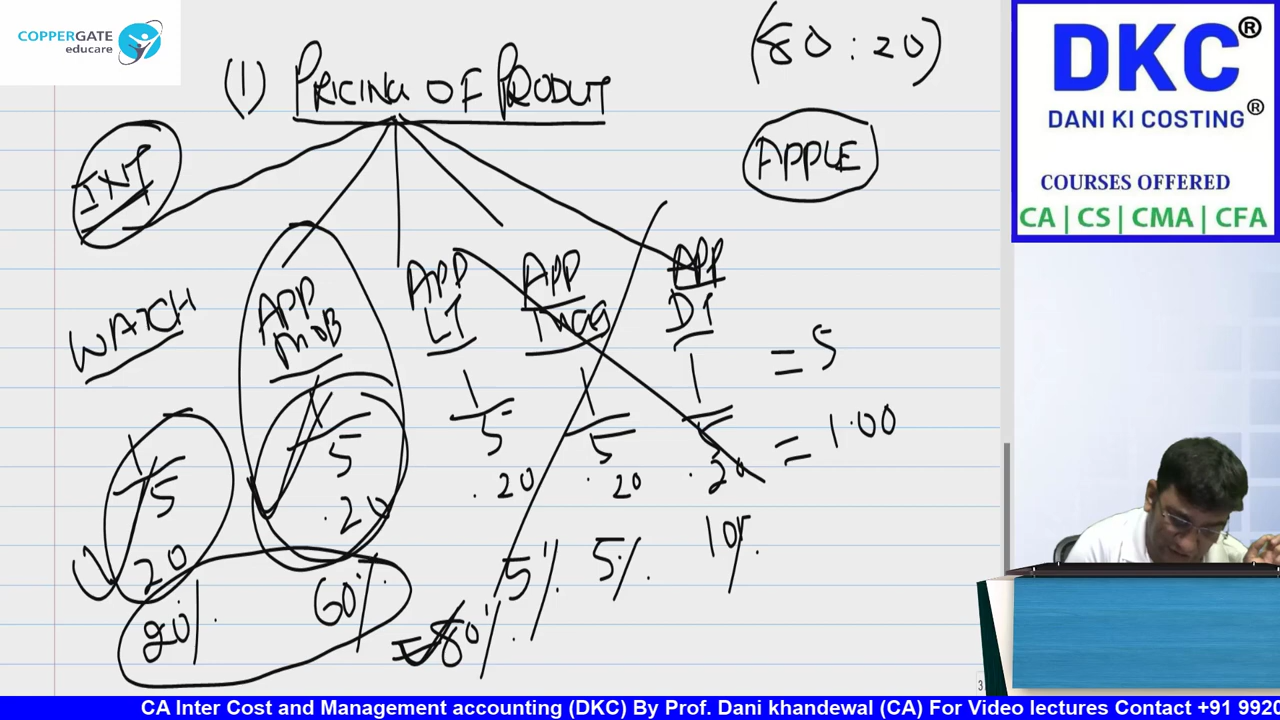 COPPERGATE
educare
(80:20)
(1) PRICING OF PRODUT
DKC®
DANI KI COSTING®
COURSES OFFERED
CA | CS | CMA | CFA
APPLE
INT
WATCH
APP
MOB
APP
LT
APP
APP
DT
1/5 1/5 1/5 1/5 1/5 = 5
20 .20 .20 .20 .20 = 1.00
20% 60% 5% 5% 10%
= 80%
3
CA Inter Cost and Management accounting (DKC) By Prof. Dani khandewal (CA) For Video lectures Contact +91 9920